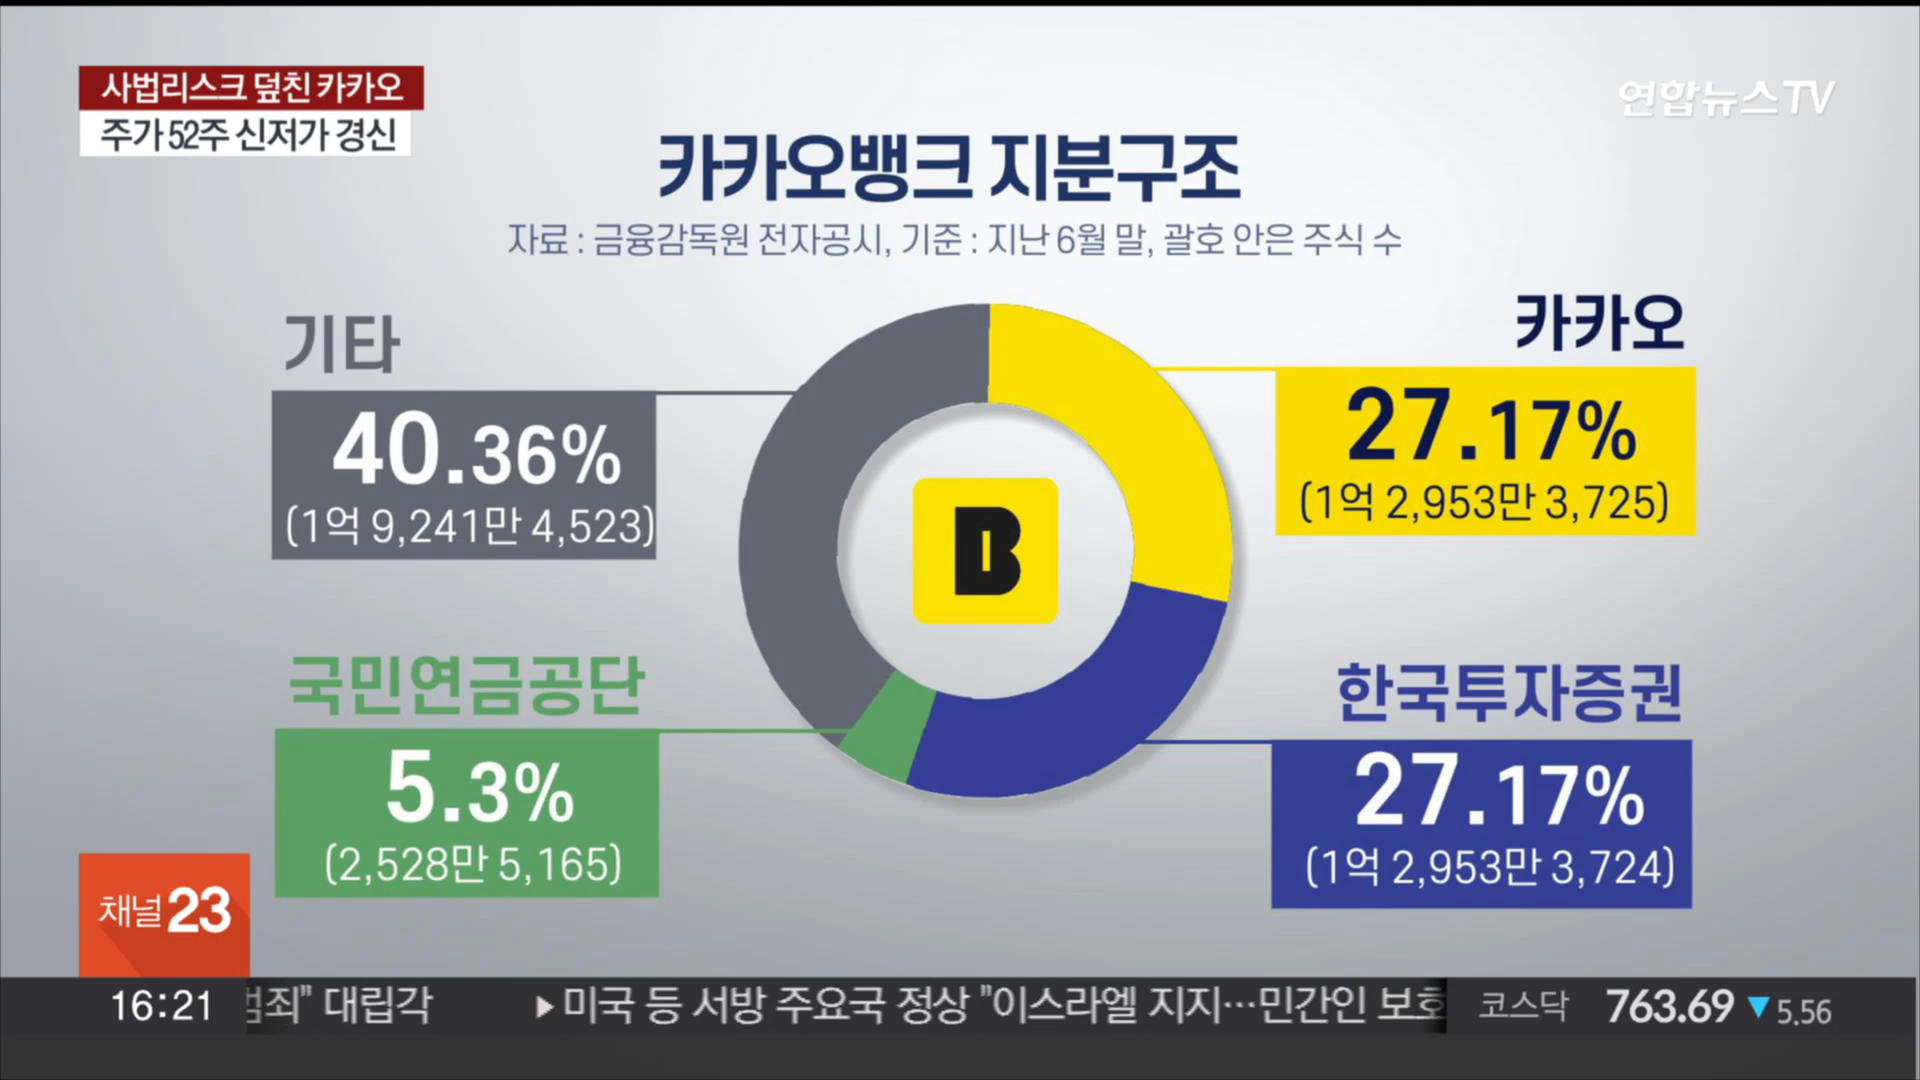 사법리스크 덮친 카카오
주가 52주 신저가 경신
연합뉴스TV
카카오뱅크 지분구조
자료 : 금융감독원 전자공시, 기준 : 지난 6월 말, 괄호 안은 주식 수
기타
40.36%
(1억 9,241만 4,523)
카카오
27.17%
(1억 2,953만 3,725)
B
국민연금공단
5.3%
(2,528만 5,165)
한국투자증권
27.17%
(1억 2,953만 3,724)
채널 23
16:21 범죄" 대립각 ▶미국 등 서방 주요국 정상 "이스라엘 지지…민간인 보호 코스닥 763.69 ▼ 5.56